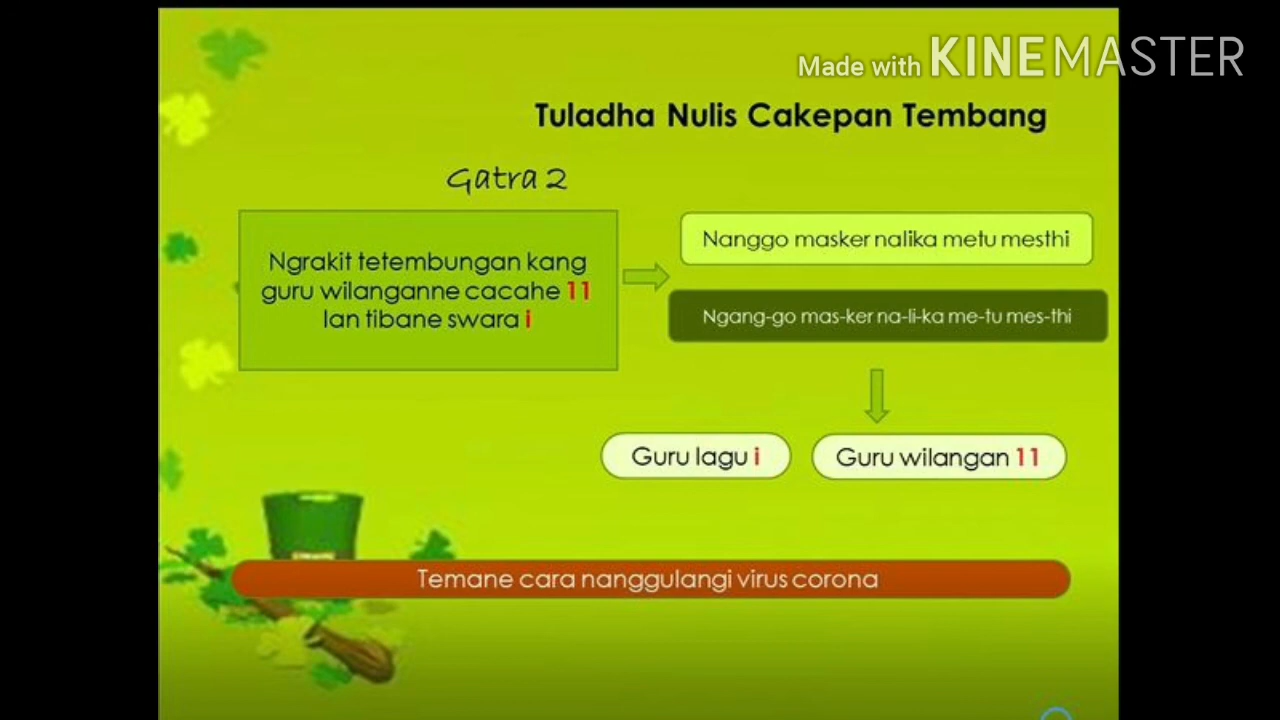 Made with KINEMASTER
Tuladha Nulis Cakepan Tembang
Gatra 2
Ngrakit tetembungan kang
guru wilanganne cacahe 11
lan tibane swara i
Nanggo masker nalika metu mesthi
Ngang-go mas-ker na-li-ka me-tu mes-thi
Guru lagu i
Guru wilangan 11
Temane cara nanggulangi virus corona